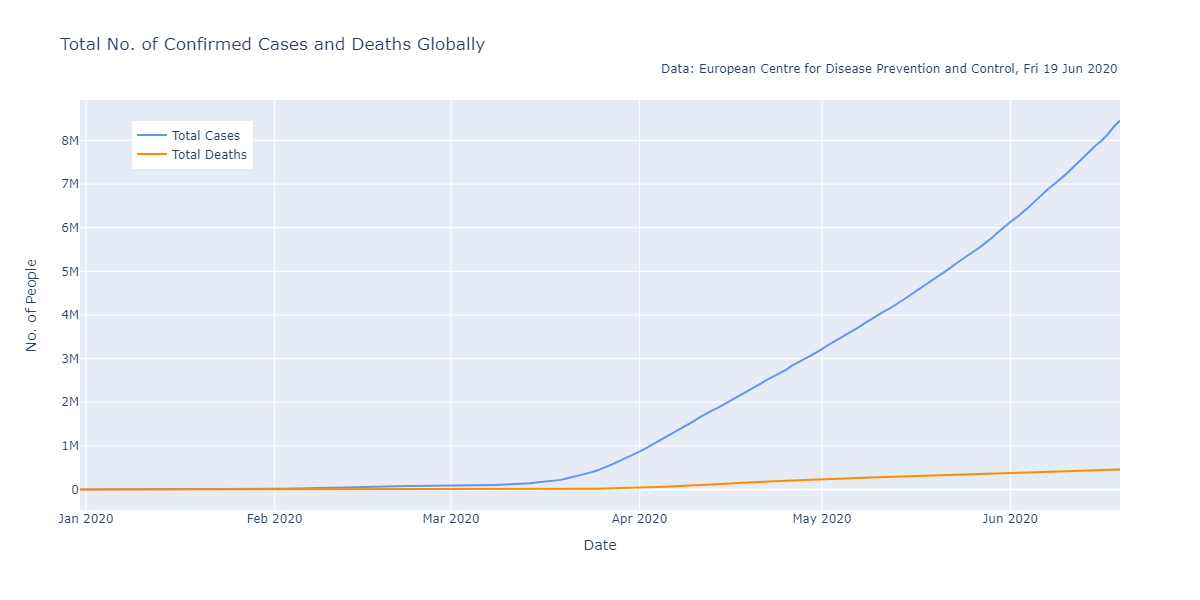 Total No. of Confirmed Cases and Deaths Globally
Data: European Centre for Disease Prevention and Control, Fri 19 Jun 2020
Total Cases
Total Deaths
8M
7M
6M
5M
4M
3M
2M
1M
0
No. of People
Jan 2020 Feb 2020 Mar 2020 Apr 2020 May 2020 Jun 2020
Date